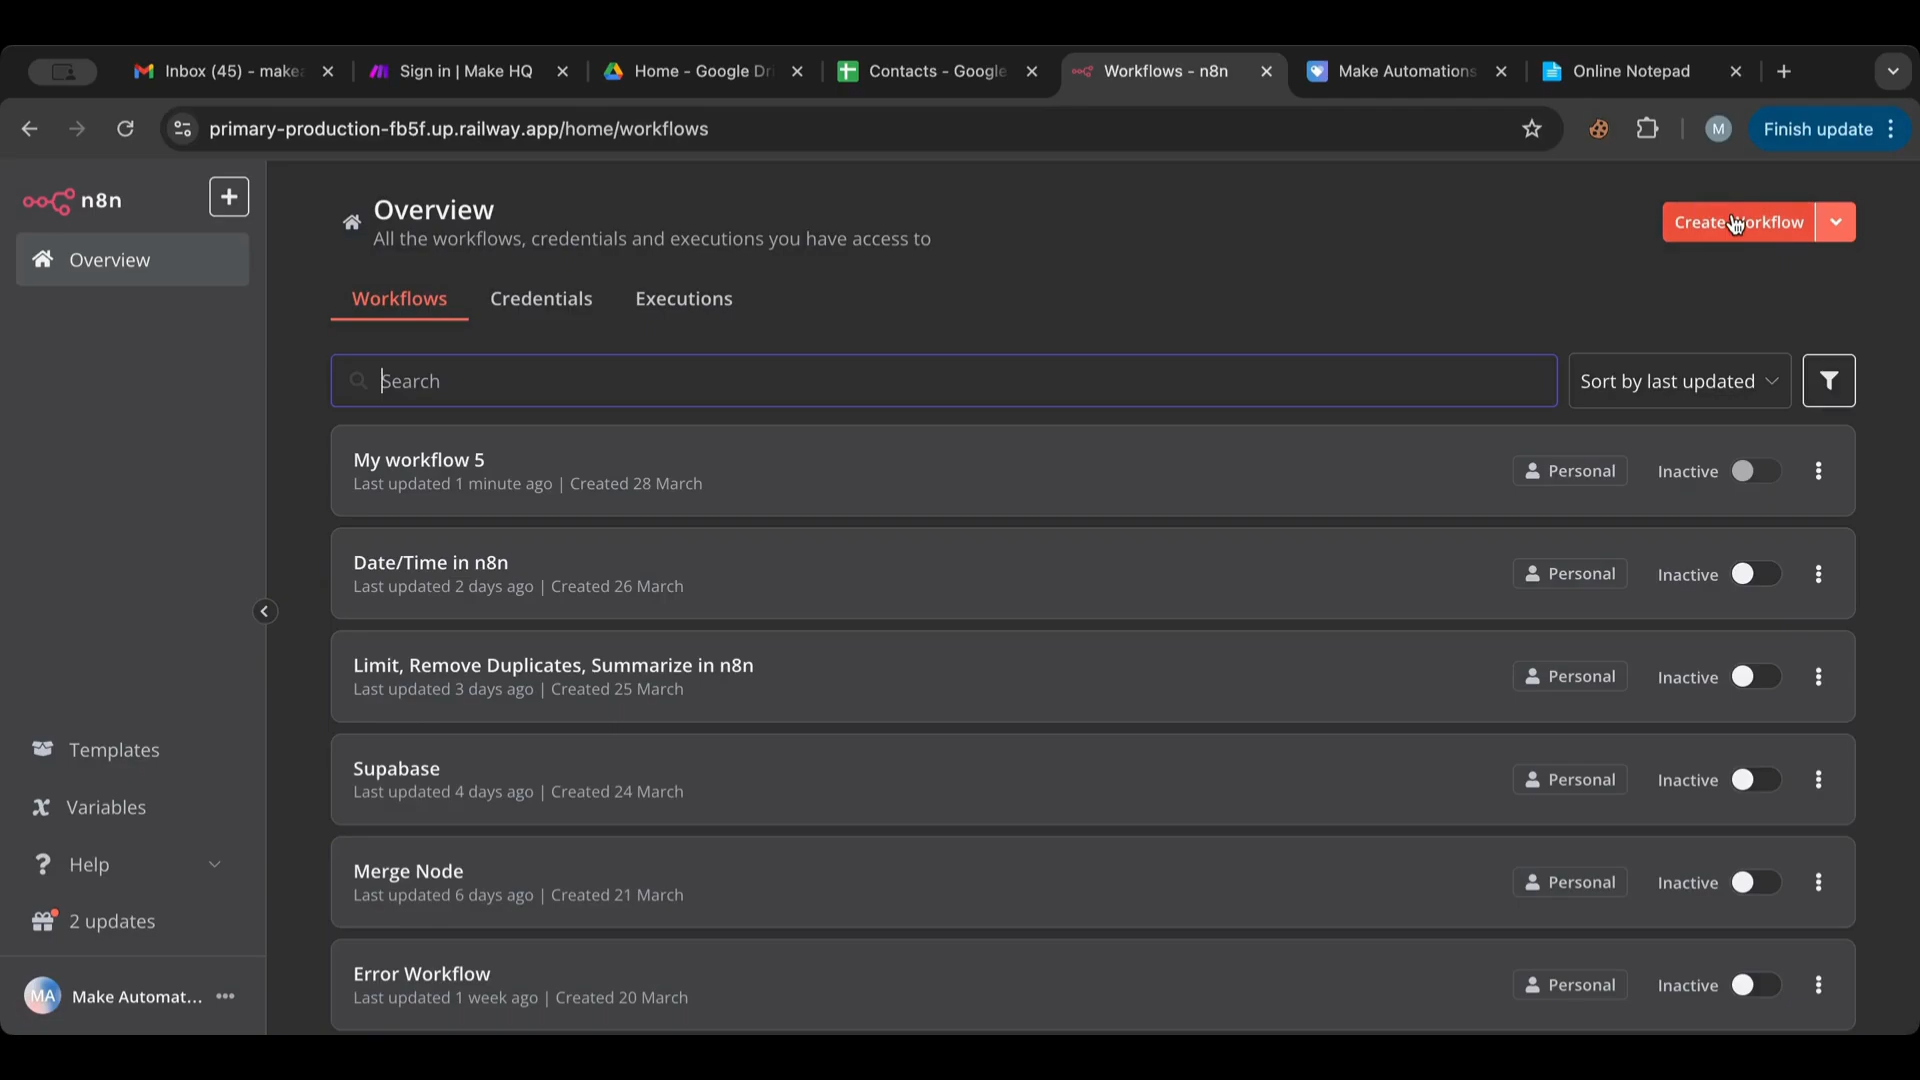 Inbox (45) - make
Sign in | Make HQ
Home - Google Dri
Contacts - Google
Workflows - n8n
Make Automations
Online Notepad
primary-production-fb5f.up.railway.app/home/workflows
M
Finish update
n8n
Overview
Overview
All the workflows, credentials and executions you have access to
Create Workflow
Workflows
Credentials
Executions
Search
Sort by last updated
My workflow 5
Last updated 1 minute ago | Created 28 March
Personal
Inactive
Date/Time in n8n
Last updated 2 days ago | Created 26 March
Personal
Inactive
Limit, Remove Duplicates, Summarize in n8n
Last updated 3 days ago | Created 25 March
Personal
Inactive
Supabase
Last updated 4 days ago | Created 24 March
Personal
Inactive
Merge Node
Last updated 6 days ago | Created 21 March
Personal
Inactive
Error Workflow
Last updated 1 week ago | Created 20 March
Personal
Inactive
Templates
Variables
Help
2 updates
MA
Make Automat...